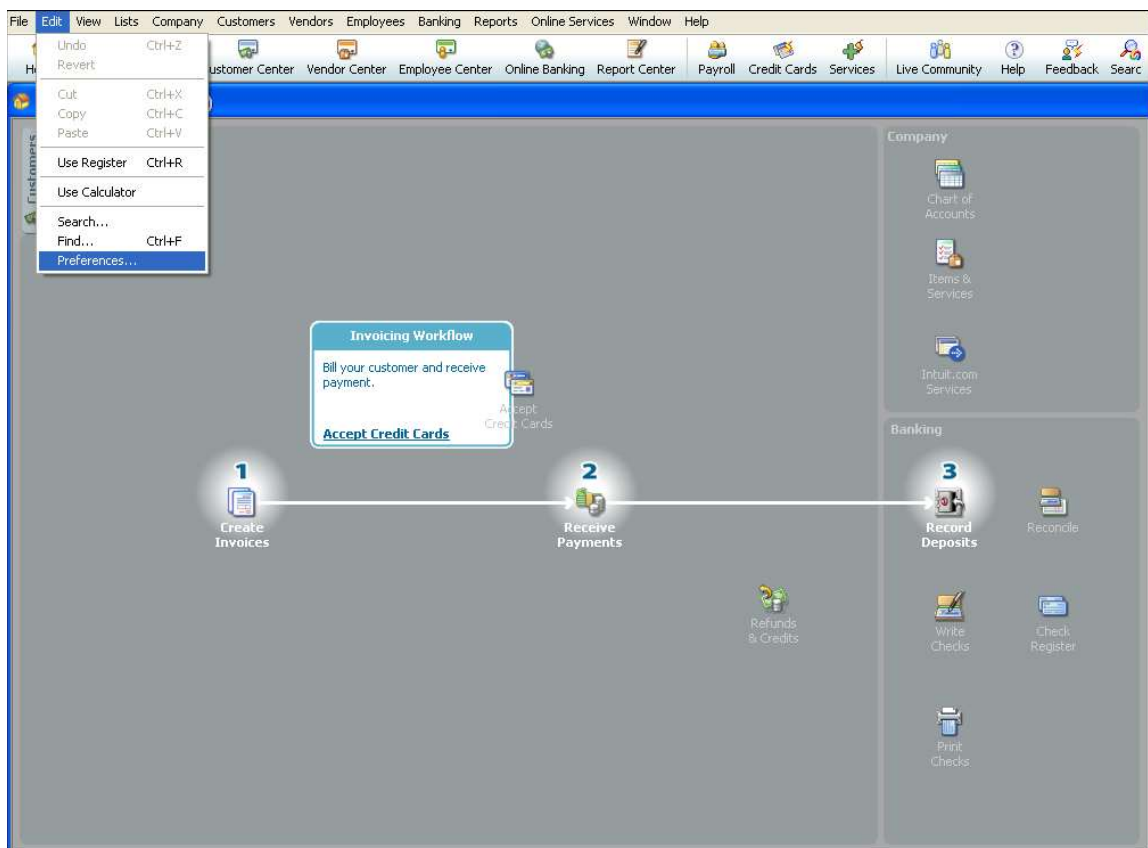 File Edit View Lists Company Customers Vendors Employees Banking Reports Online Services Window Help
Undo Ctrl+Z
Revert
Cut Ctrl+X
Copy Ctrl+C
Paste Ctrl+V
Use Register Ctrl+R
Use Calculator
Search...
Find... Ctrl+F
Preferences...
H
ustomer Center Vendor Center Employee Center Online Banking Report Center Payroll Credit Cards Services Live Community Help Feedback Searc
)
Customers
Invoicing Workflow
Bill your customer and receive
payment.
Accept Credit Cards
Accept
Credit Cards
1
Create
Invoices
2
Receive
Payments
Refunds
& Credits
Company
Chart of
Accounts
Items &
Services
Intuit.com
Services
Banking
3
Record
Deposits
Reconcile
Write
Checks
Check
Register
Print
Checks